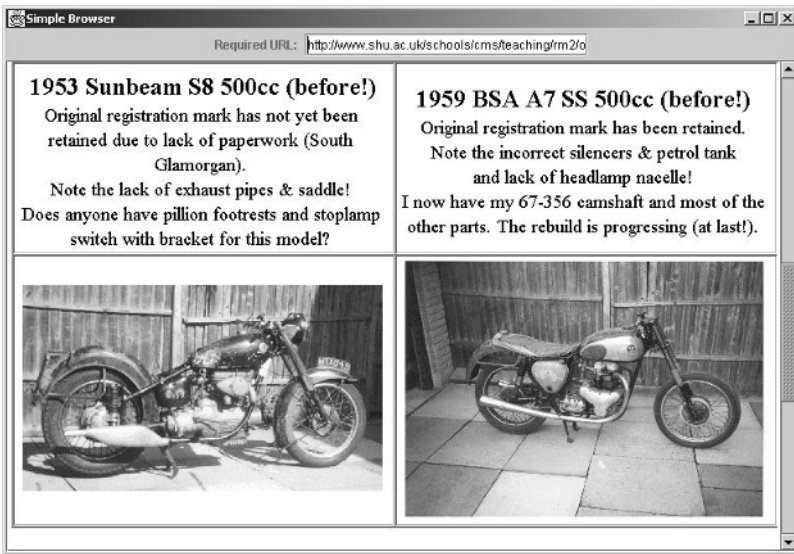 Simple Browser
Required URL: http://www.shu.ac.uk/schools/cms/teaching/rm2/o
1953 Sunbeam S8 500cc (before!)
Original registration mark has not yet been
retained due to lack of paperwork (South
Glamorgan).
Note the lack of exhaust pipes & saddle!
Does anyone have pillion footrests and stoplamp
switch with bracket for this model?
1959 BSA A7 SS 500cc (before!)
Original registration mark has been retained.
Note the incorrect silencers & petrol tank
and lack of headlamp nacelle!
I now have my 67-356 camshaft and most of the
other parts. The rebuild is progressing (at last!).